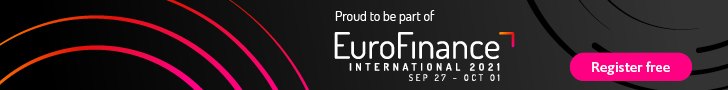 Proud to be part of
EuroFinance
INTERNATIONAL 2021
SEP 27 - OCT 01
Register free